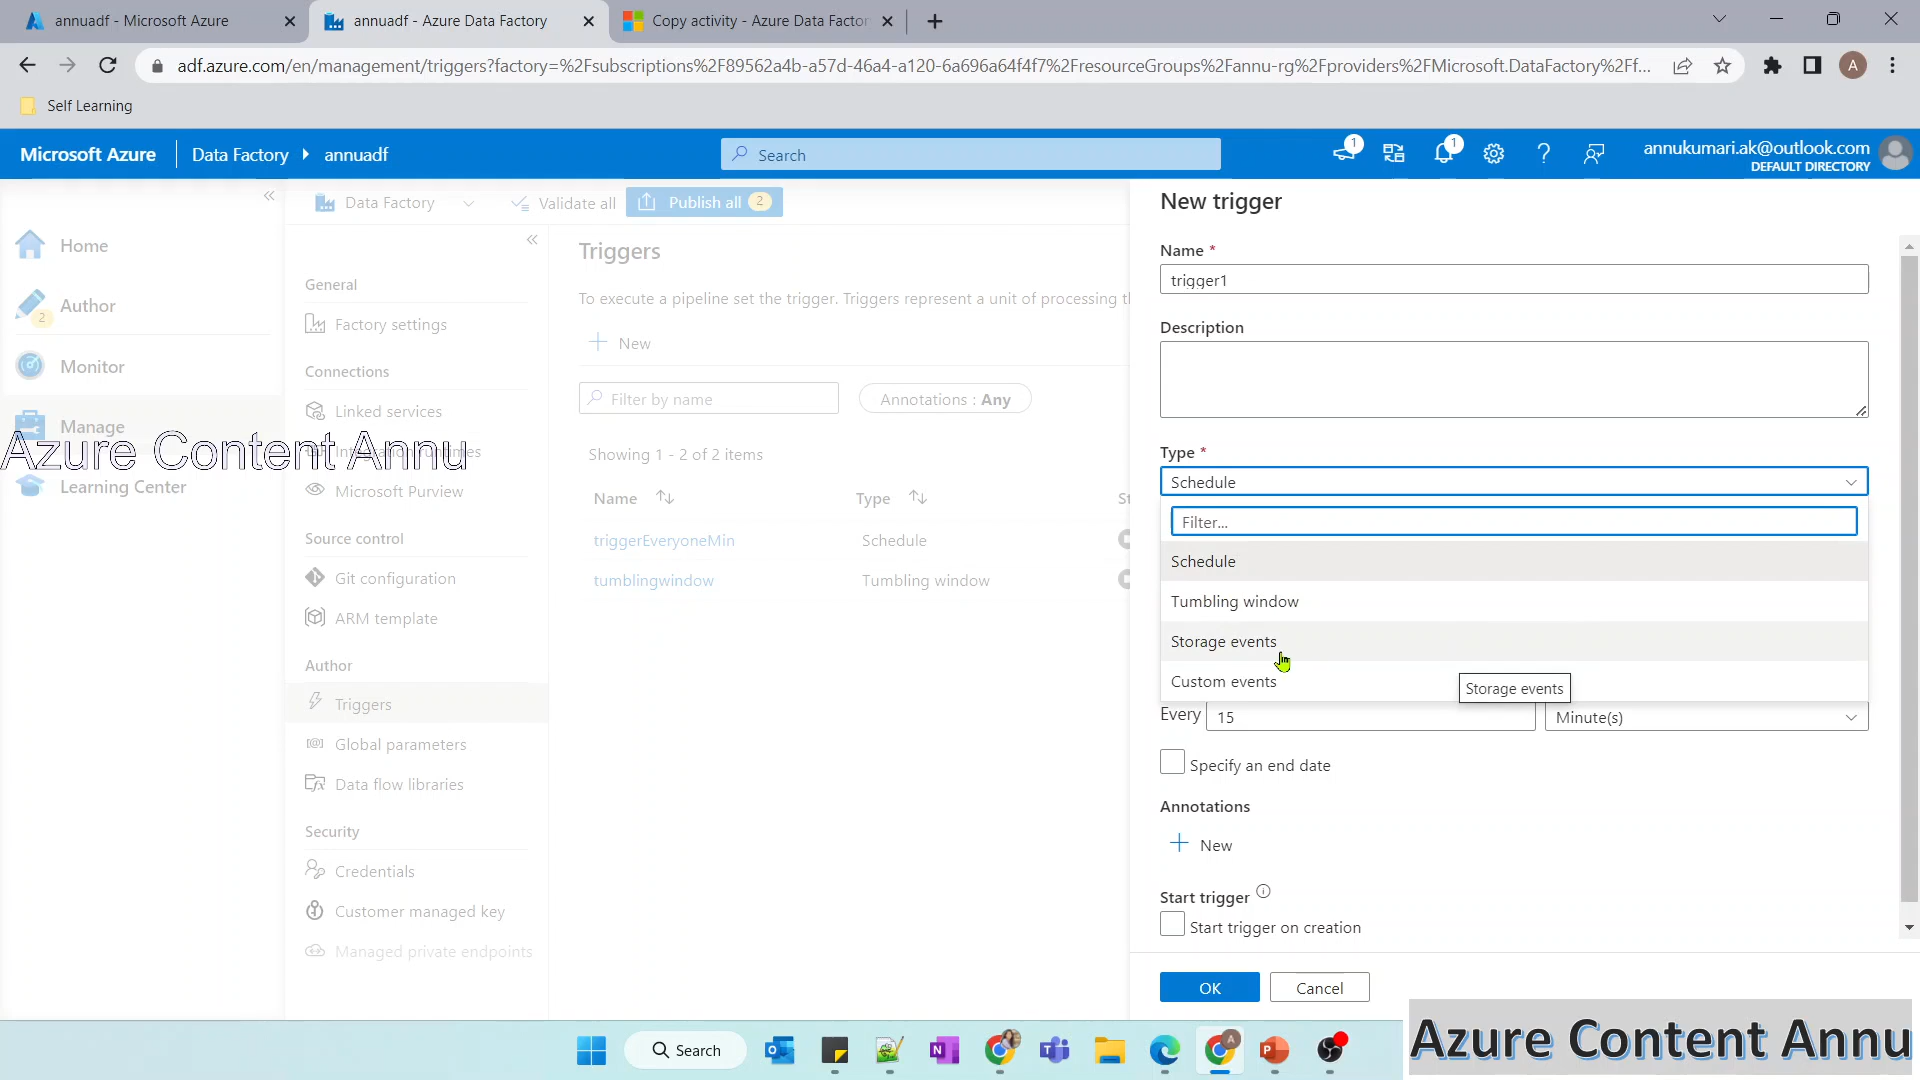 annuadf - Microsoft Azure
annuadf - Azure Data Factory
Copy activity - Azure Data Factor
adf.azure.com/en/management/triggers?factory=%2Fsubscriptions%2F89562a4b-a57d-46a4-a120-6a696a64f4f7%2FresourceGroups%2Fannu-rg%2Fproviders%2FMicrosoft.DataFactory%2Ff...
A
Self Learning
Microsoft Azure
Data Factory
annuadf
Search
1
1
annukumari.ak@outlook.com
DEFAULT DIRECTORY
Home
Author
2
Monitor
Manage
Learning Center
Azure Content Annu
Data Factory
Validate all
Publish all 2
General
Factory settings
Connections
Linked services
Integration runtimes
Microsoft Purview
Source control
Git configuration
ARM template
Author
Triggers
Global parameters
Data flow libraries
Security
Credentials
Customer managed key
Managed private endpoints
Triggers
To execute a pipeline set the trigger. Triggers represent a unit of processing t
New
Filter by name
Annotations : Any
Showing 1 - 2 of 2 items
Name
Type
St
triggerEveryoneMin
Schedule
tumblingwindow
Tumbling window
New trigger
Name *
trigger1
Description
Type *
Schedule
Filter...
Schedule
Tumbling window
Storage events
Custom events
Storage events
Every
15
Minute(s)
Specify an end date
Annotations
New
Start trigger
Start trigger on creation
OK
Cancel
Search
A
Azure Content Annu